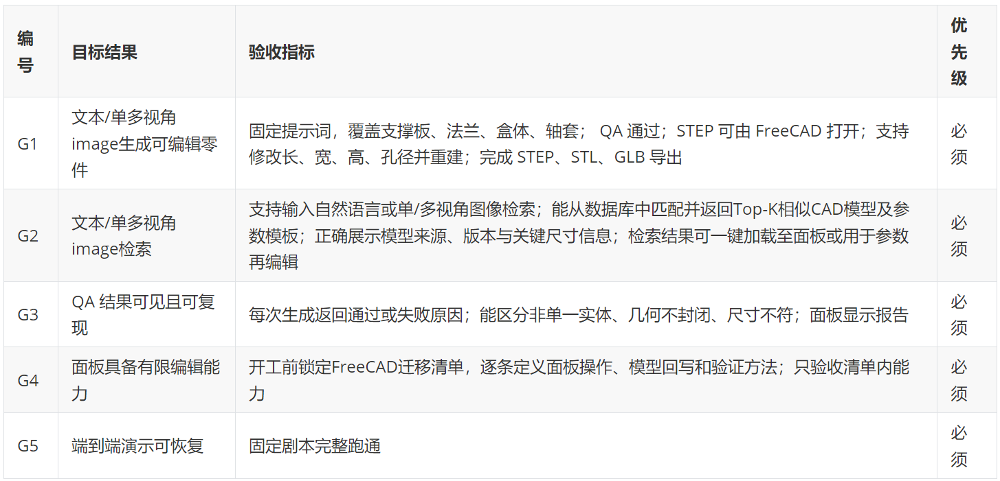 编
号
目标结果
验收指标
优
先
级
G1
文本/单多视角
image生成可编辑零
件
固定提示词，覆盖支撑板、法兰、盒体、轴套； QA 通过；STEP 可由 FreeCAD 打开；支持
修改长、宽、高、孔径并重建；完成 STEP、STL、GLB 导出
必
须
G2
文本/单多视角
image检索
支持输入自然语言或单/多视角图像检索；能从数据库中匹配并返回Top-K相似CAD模型及参
数模板；正确展示模型来源、版本与关键尺寸信息；检索结果可一键加载至面板或用于参数
再编辑
必
须
G3
QA 结果可见且可复
现
每次生成返回通过或失败原因；能区分非单一实体、几何不封闭、尺寸不符；面板显示报告
必
须
G4
面板具备有限编辑能
力
开工前锁定FreeCAD迁移清单，逐条定义面板操作、模型回写和验证方法；只验收清单内能
力
必
须
G5
端到端演示可恢复
固定剧本完整跑通
必
须